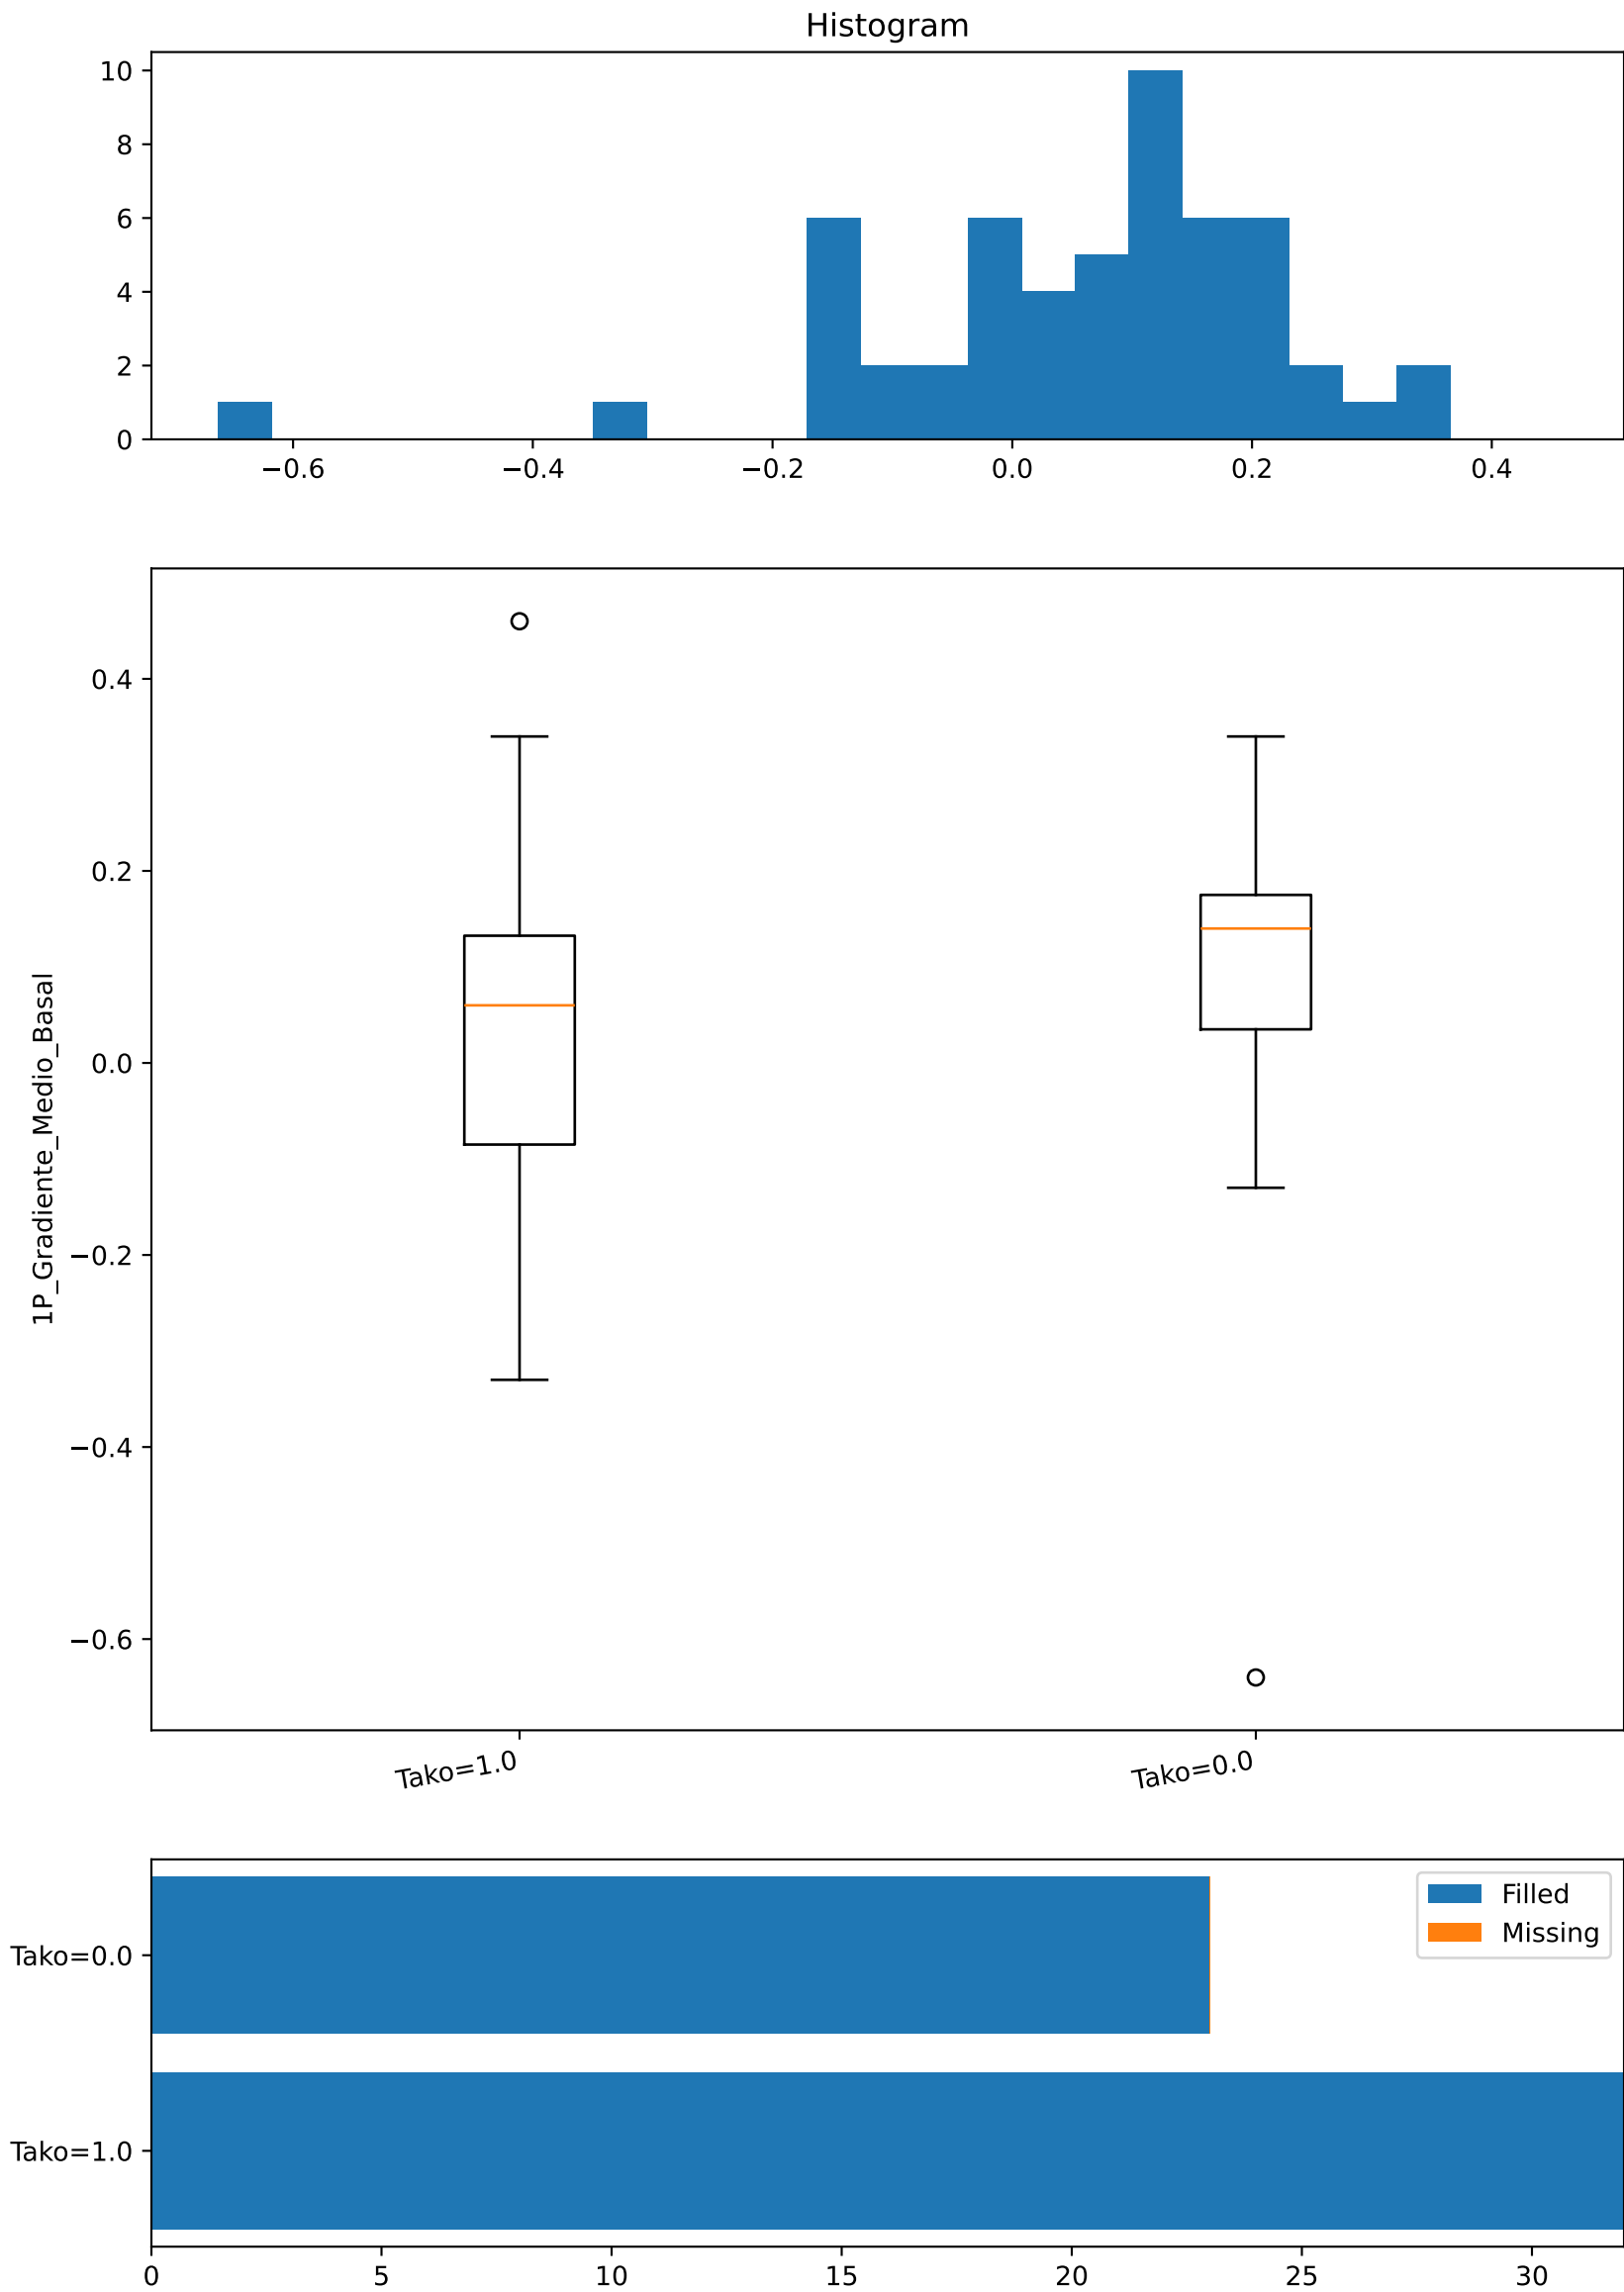 Histogram
10
8
6
4
2
0
−0.6 −0.4 −0.2 0.0 0.2 0.4
1P_Gradiente_Medio_Basal
0.4
0.2
0.0
−0.2
−0.4
−0.6
Tako=1.0 Tako=0.0
Filled
Missing
Tako=0.0
Tako=1.0
0 5 10 15 20 25 30